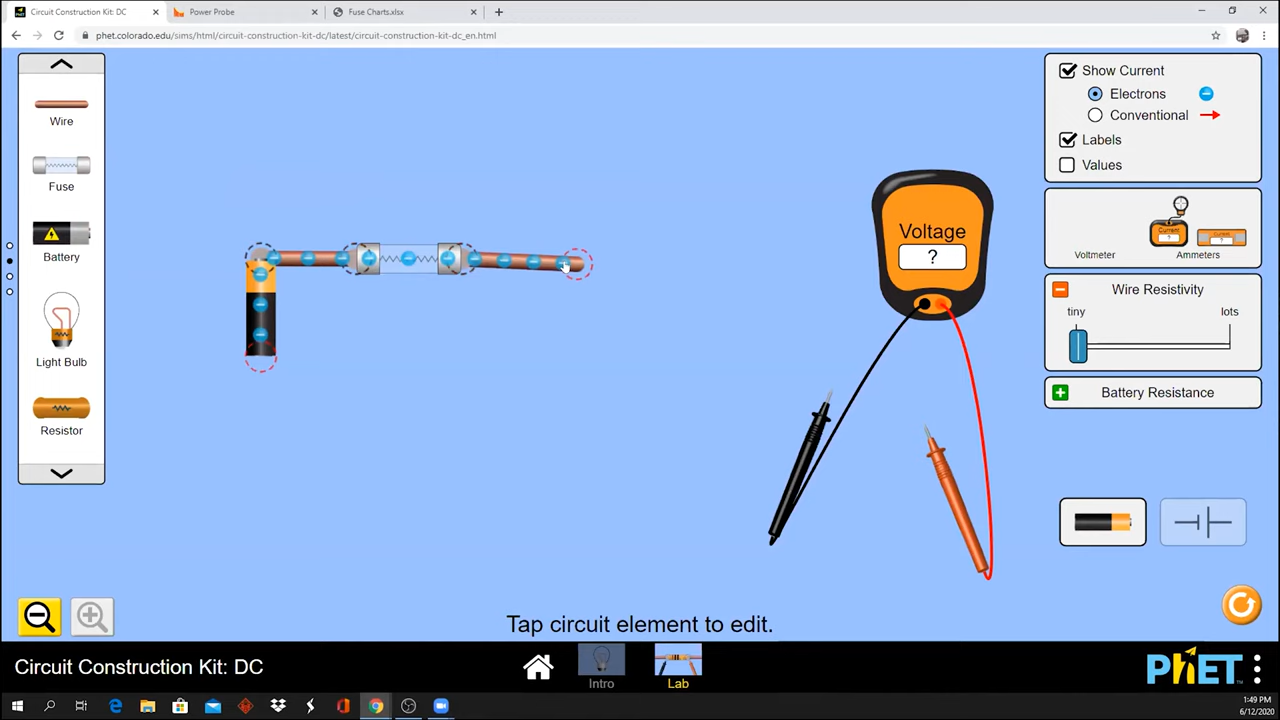 Circuit Construction Kit: DC
Power Probe
Fuse Charts.xlsx
phet.colorado.edu/sims/html/circuit-construction-kit-dc/latest/circuit-construction-kit-dc_en.html
Wire
Fuse
Battery
Light Bulb
Resistor
Voltage
?
Show Current
Electrons
Conventional
Labels
Values
Voltmeter
Current
?
Current
?
Ammeters
Wire Resistivity
tiny
lots
Battery Resistance
Tap circuit element to edit.
Circuit Construction Kit: DC
Intro
Lab
PhET
1:49 PM
6/12/2020